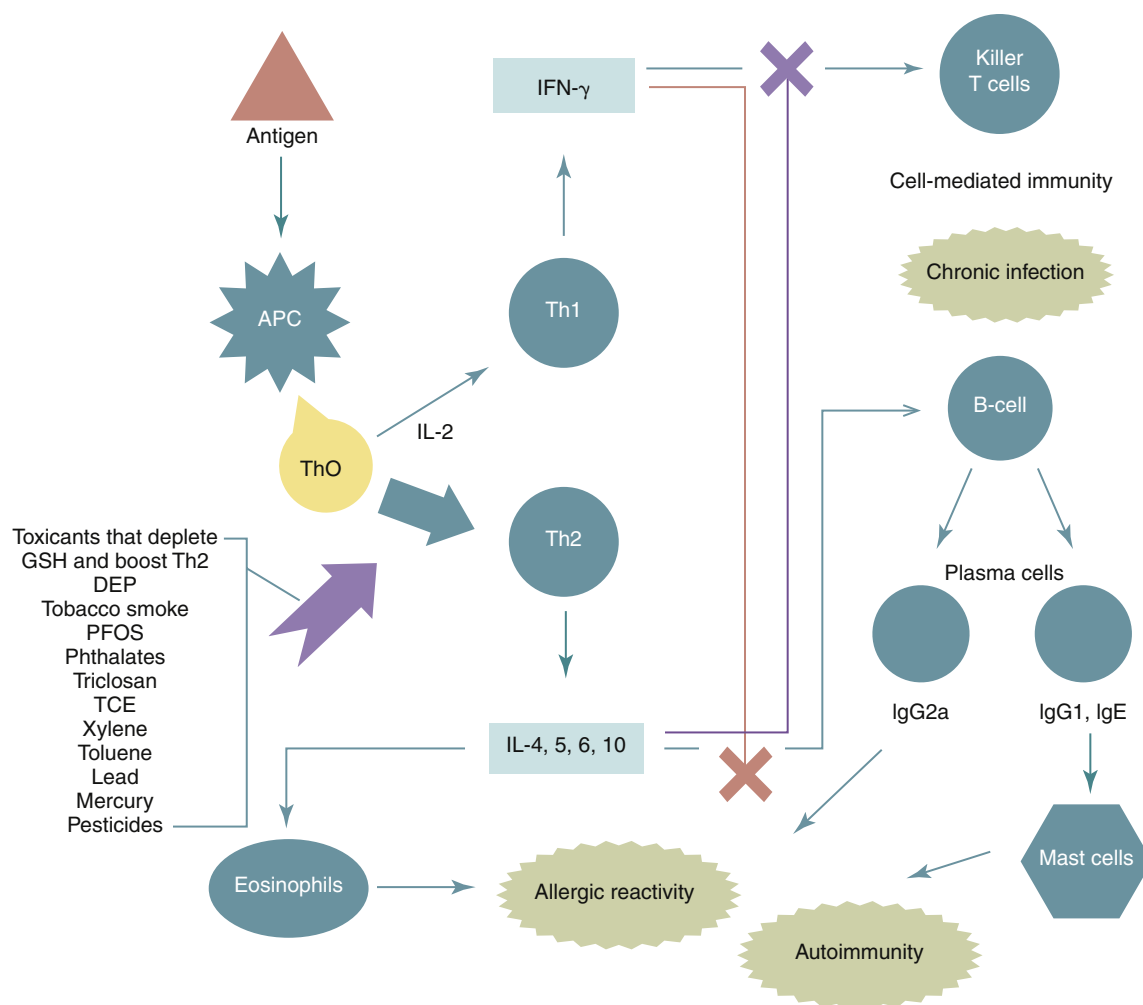 Antigen
APC
ThO
IL-2
IFN-γ
Th1
Th2
IL-4, 5, 6, 10
Killer
T cells
Cell-mediated immunity
Chronic infection
B-cell
Plasma cells
IgG2a
IgG1, IgE
Mast cells
Toxicants that deplete
GSH and boost Th2
DEP
Tobacco smoke
PFOS
Phthalates
Triclosan
TCE
Xylene
Toluene
Lead
Mercury
Pesticides
Eosinophils
Allergic reactivity
Autoimmunity